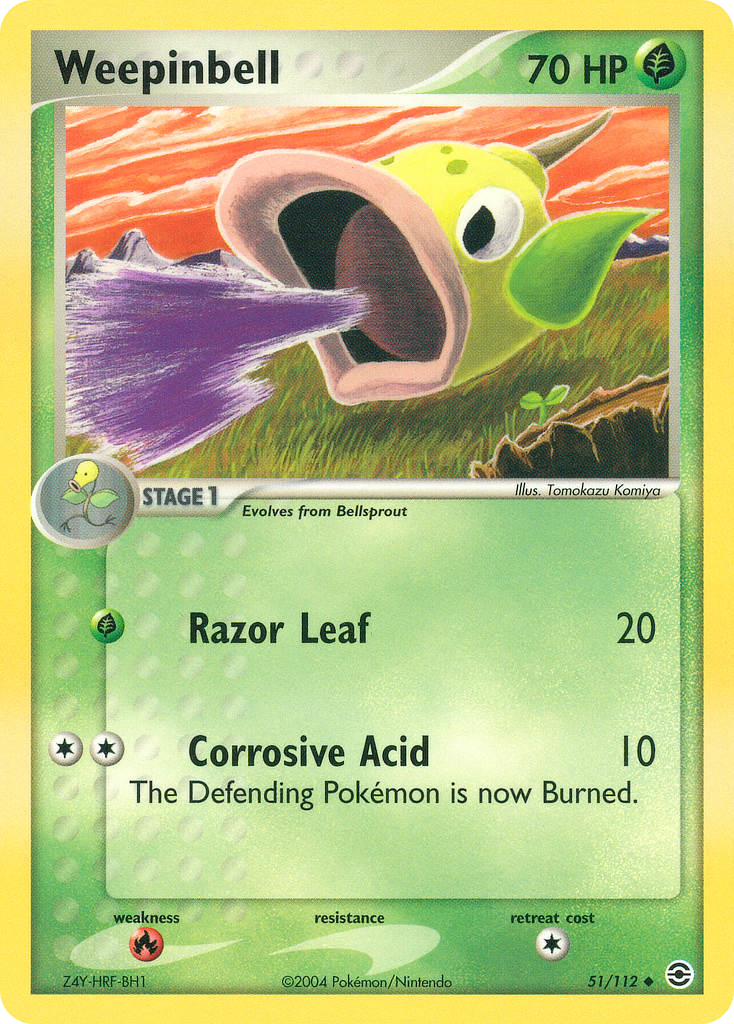 Weepinbell 70 HP
Illus. Tomokazu Komiya
STAGE 1
Evolves from Bellsprout
Razor Leaf 20
Corrosive Acid 10
The Defending Pokémon is now Burned.
weakness resistance retreat cost
Z4Y-HRF-BH1 ©2004 Pokémon/Nintendo 51/112